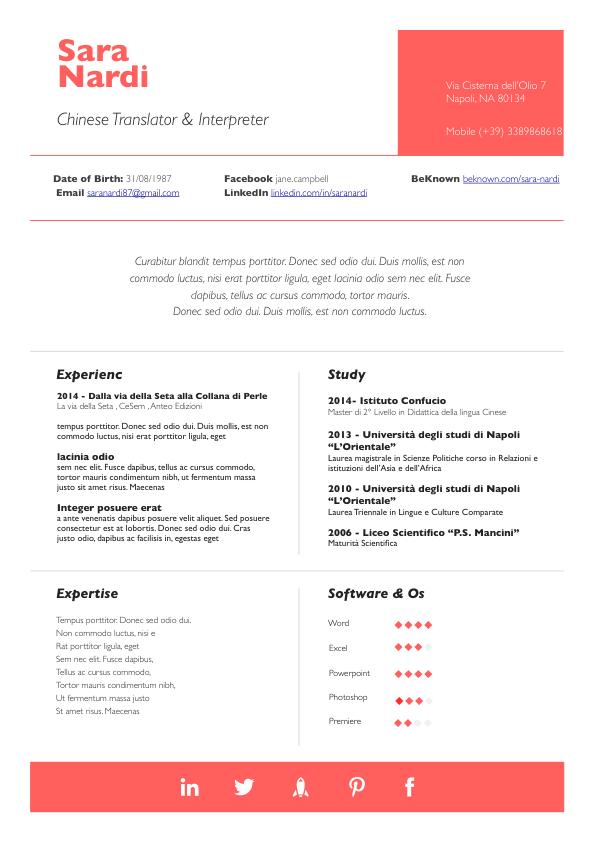 Sara
Nardi
Chinese Translator & Interpreter
Via Cisterna dell'Olio 7
Napoli, NA 80134
Mobile (+39) 3389868618
Date of Birth: 31/08/1987
Email saranardi87@gmail.com
Facebook jane.campbell
LinkedIn linkedin.com/in/saranardi
BeKnown beknown.com/sara-nardi
Curabitur blandit tempus porttitor. Donec sed odio dui. Duis mollis, est non
commodo luctus, nisi erat porttitor ligula, eget lacinia odio sem nec elit. Fusce
dapibus, tellus ac cursus commodo, tortor mauris.
Donec sed odio dui. Duis mollis, est non commodo luctus.
Experienc
2014 - Dalla via della Seta alla Collana di Perle
La via della Seta , CeSem , Anteo Edizioni
tempus porttitor. Donec sed odio dui. Duis mollis, est non
commodo luctus, nisi erat porttitor ligula, eget
lacinia odio
sem nec elit. Fusce dapibus, tellus ac cursus commodo,
tortor mauris condimentum nibh, ut fermentum massa
justo sit amet risus. Maecenas
Integer posuere erat
a ante venenatis dapibus posuere velit aliquet. Sed posuere
consectetur est at lobortis. Donec sed odio dui. Cras
justo odio, dapibus ac facilisis in, egestas eget
Study
2014- Istituto Confucio
Master di 2° Livello in Didattica della lingua Cinese
2013 - Università degli studi di Napoli
“L’Orientale”
Laurea magistrale in Scienze Politiche corso in Relazioni e
istituzioni dell’Asia e dell’Africa
2010 - Università degli studi di Napoli
“L’Orientale”
Laurea Triennale in Lingue e Culture Comparate
2006 - Liceo Scientifico “P.S. Mancini”
Maturità Scientifica
Expertise
Tempus porttitor. Donec sed odio dui.
Non commodo luctus, nisi e
Rat porttitor ligula, eget
Sem nec elit. Fusce dapibus,
Tellus ac cursus commodo,
Tortor mauris condimentum nibh,
Ut fermentum massa justo
St amet risus. Maecenas
Software & Os
Word
Excel
Powerpoint
Photoshop
Premiere